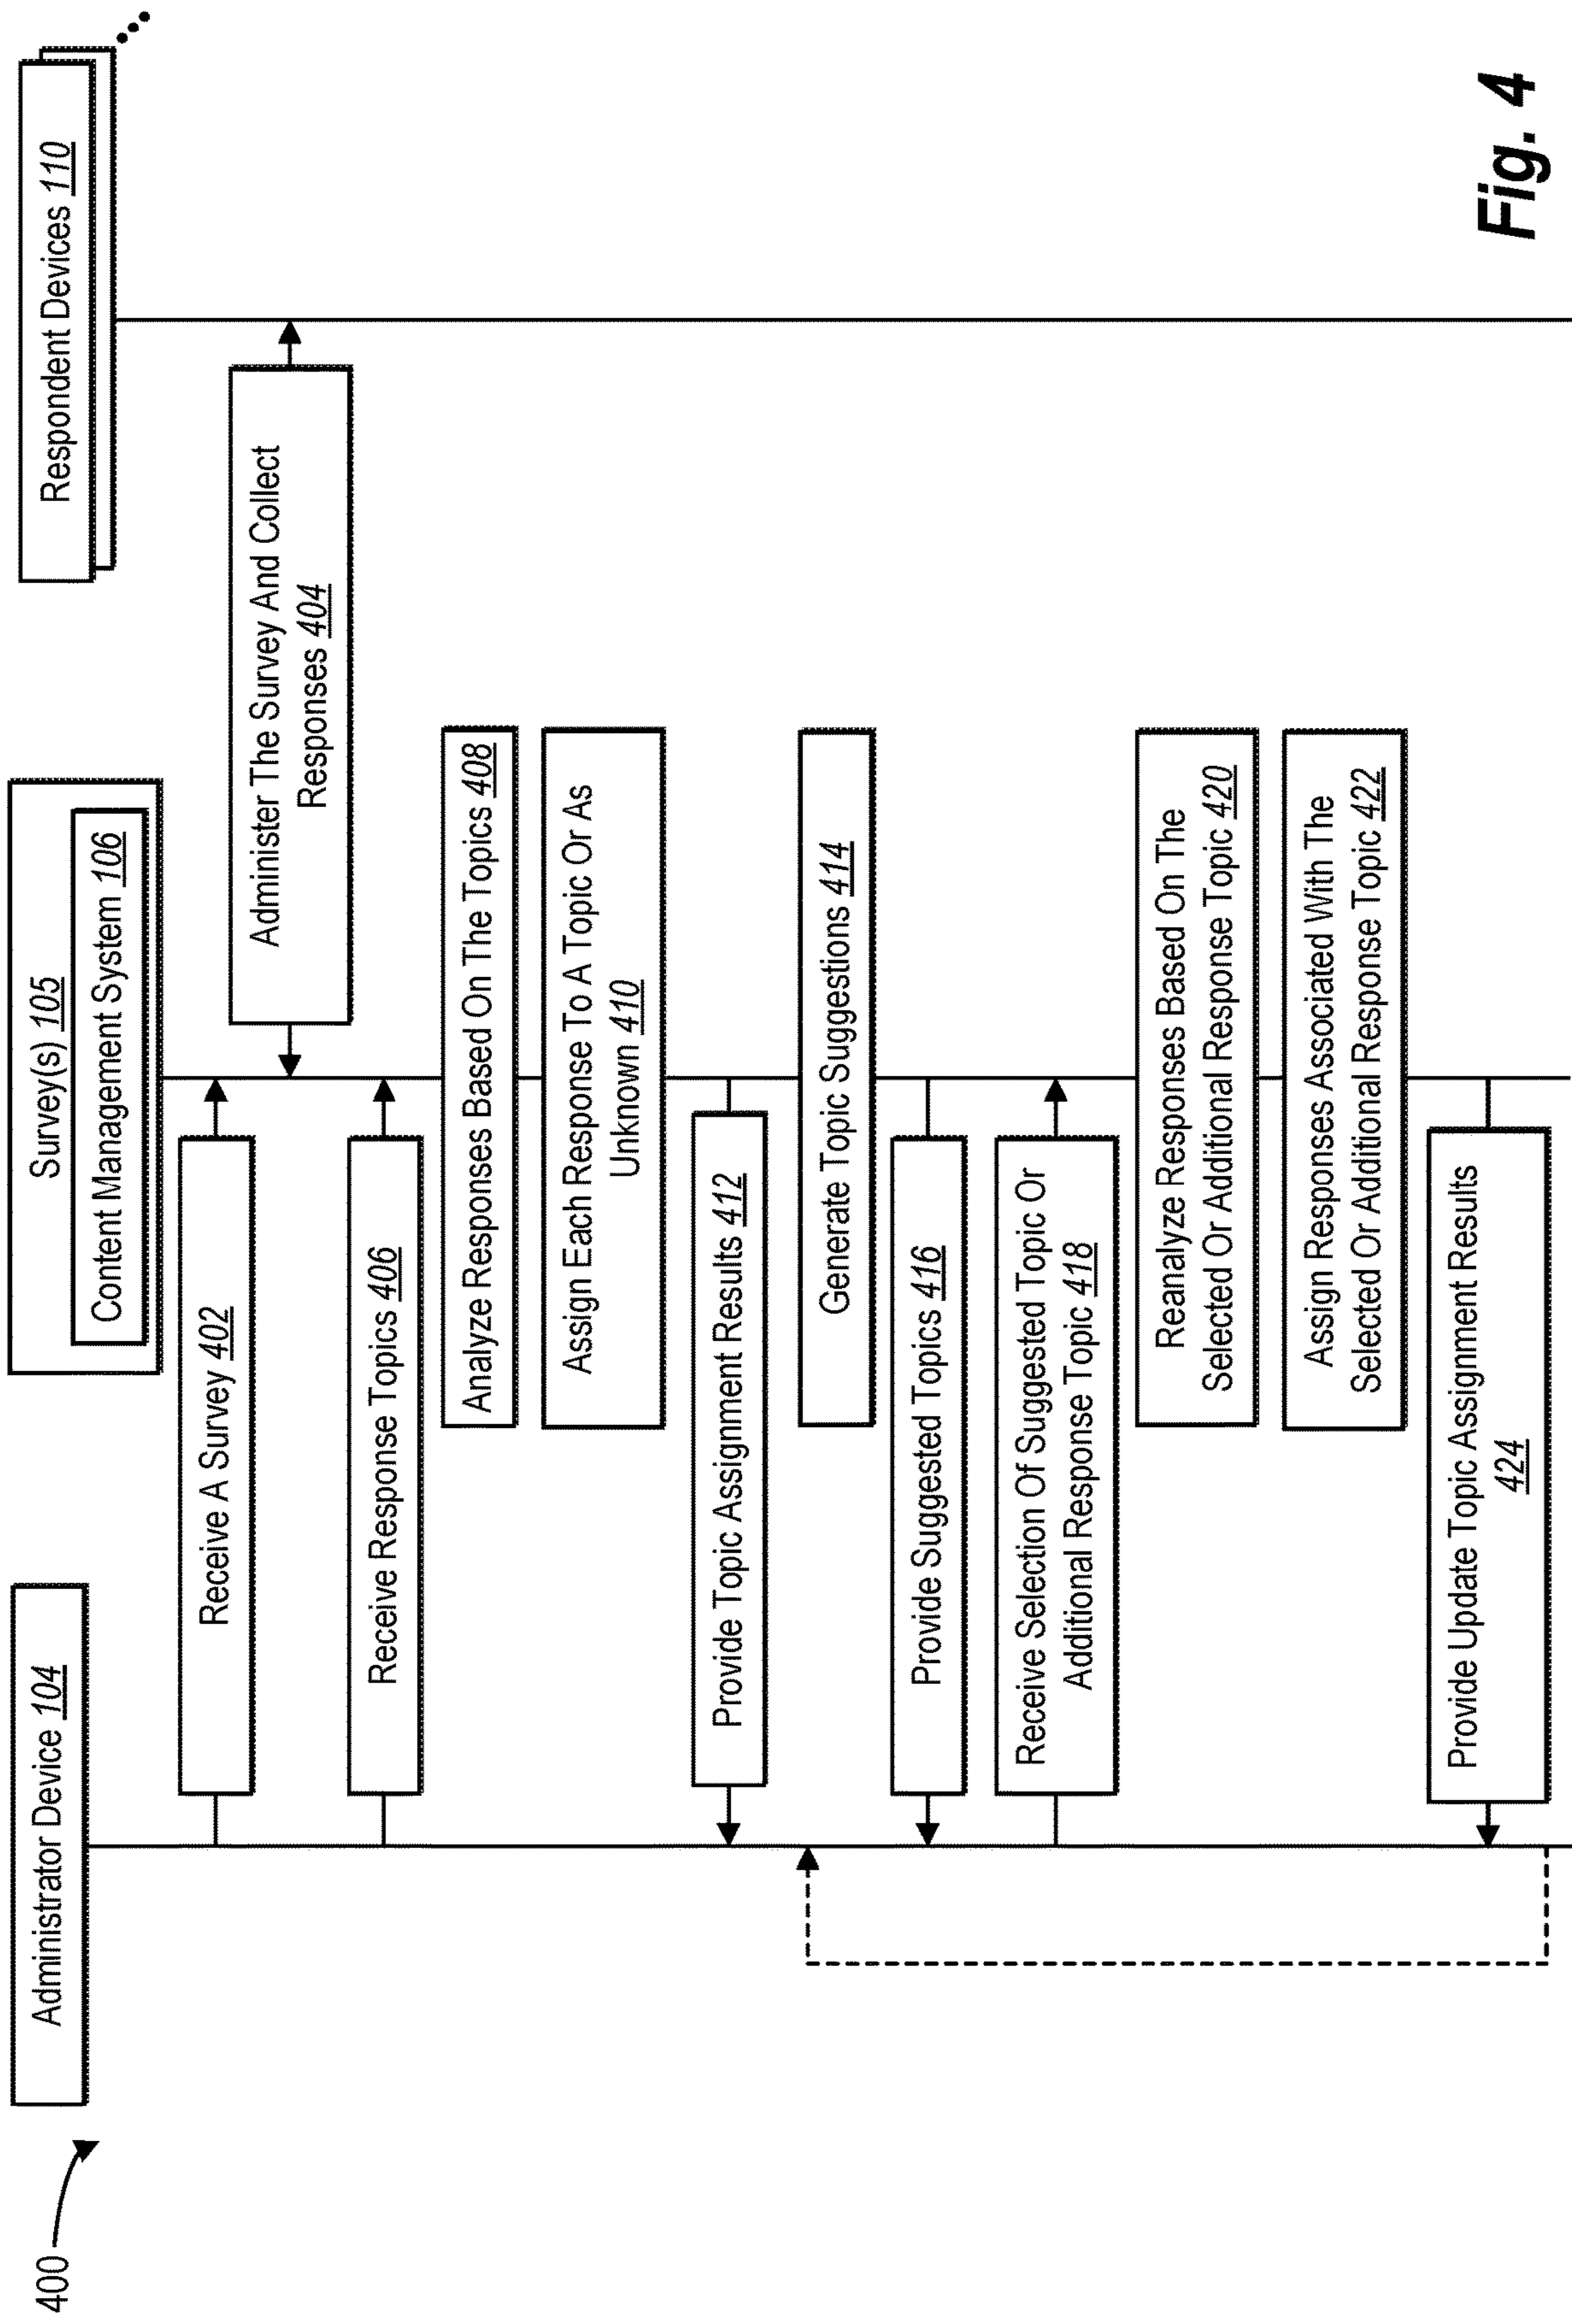 400
Administrator Device 104
Survey(s) 105
Content Management System 106
Respondent Devices 110
Receive A Survey 402
Administer The Survey And Collect
Responses 404
Receive Response Topics 406
Analyze Responses Based On The Topics 408
Assign Each Response To A Topic Or As
Unknown 410
Provide Topic Assignment Results 412
Generate Topic Suggestions 414
Provide Suggested Topics 416
Receive Selection Of Suggested Topic Or
Additional Response Topic 418
Reanalyze Responses Based On The
Selected Or Additional Response Topic 420
Assign Responses Associated With The
Selected Or Additional Response Topic 422
Provide Update Topic Assignment Results
424
Fig. 4